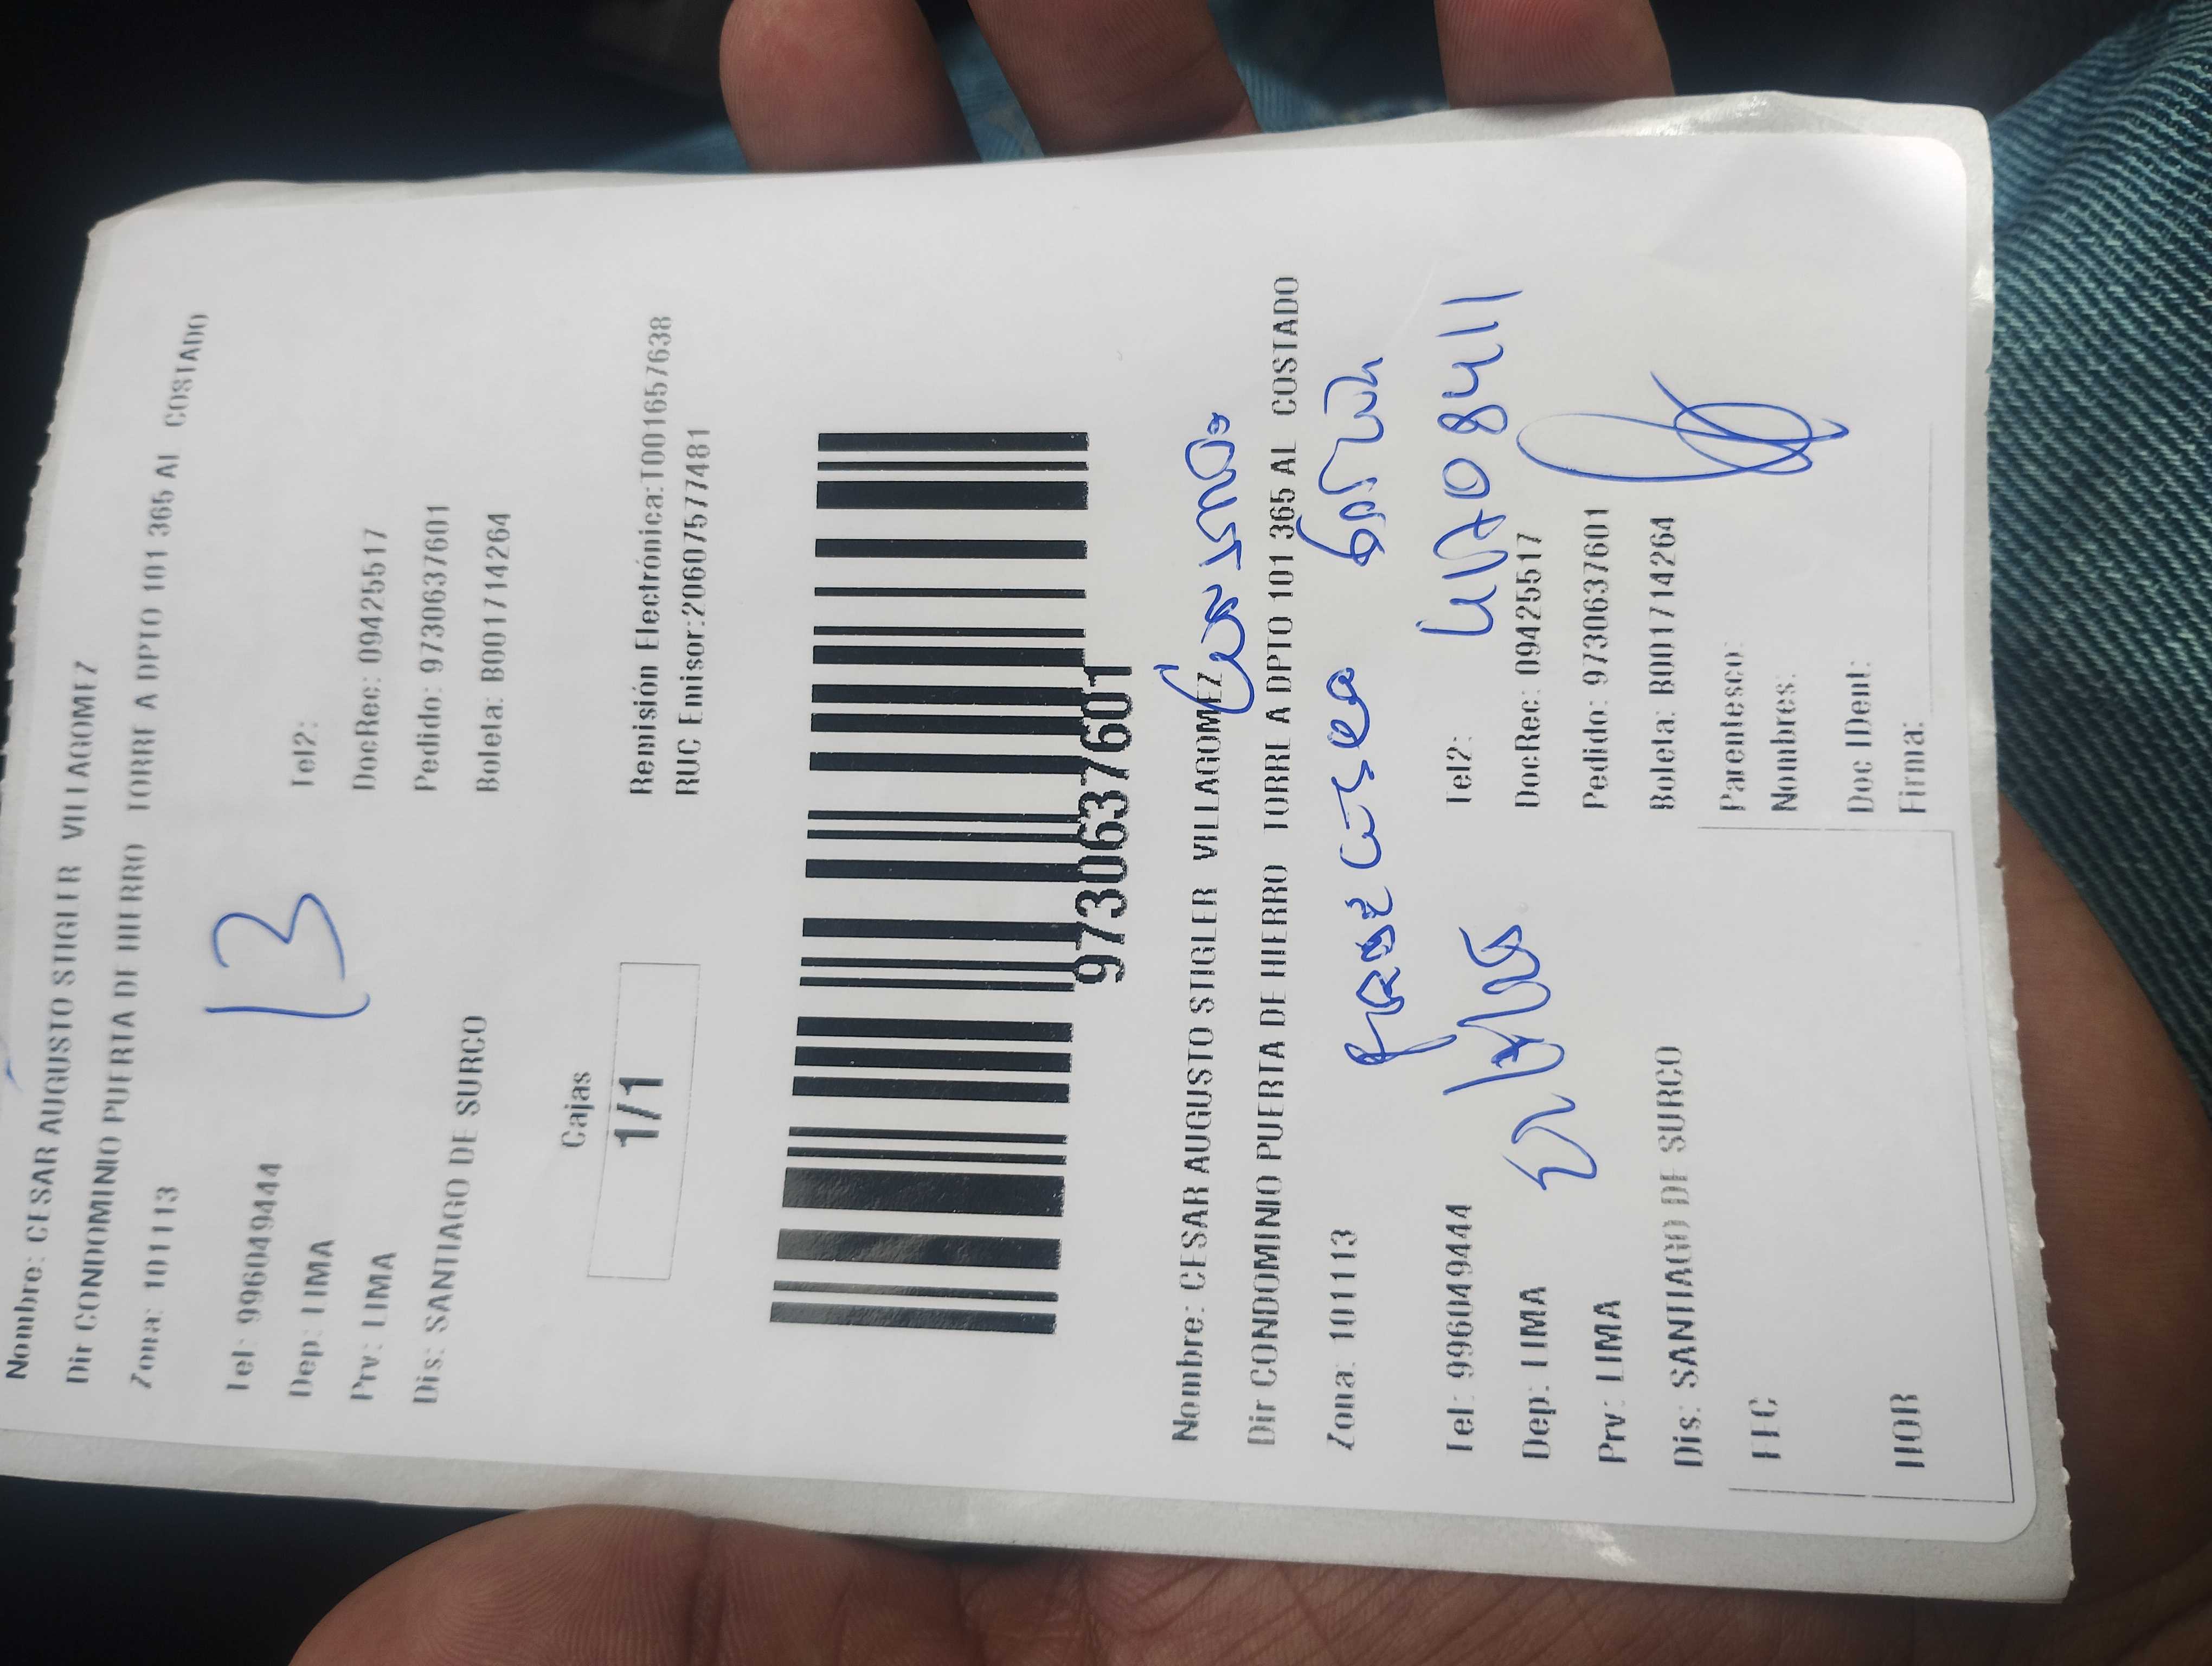 Nombre: CESAR AUGUSTO STIGLER VILLAGOMEZ
Dir CONDOMINIO PUERTA DE HIERRO TORRE A DPTO 101 365 AL COSTADO
Zona: 101113
13
Tel: 996049444 Tel2:
Dep: LIMA DocRec: 09425517
Prv: LIMA Pedido: 9730637601
Dis: SANTIAGO DE SURCO Boleta: B001714264
Cajas
1/1
Remisión Electrónica:T001657638
RUC Emisor:20607577481
9730637601
Nombre: CESAR AUGUSTO STIGLER VILLAGOMEZ
Dir CONDOMINIO PUERTA DE HIERRO TORRE A DPTO 101 365 AL COSTADO
Zona: 101113
Tel: 996049444 Tel2:
Dep: LIMA DocRec: 09425517
Prv: LIMA Pedido: 9730637601
Dis: SANTIAGO DE SURCO Boleta: B001714264
FEC Parentesco:
Nombres:
HOR Doc IDent:
Firna: